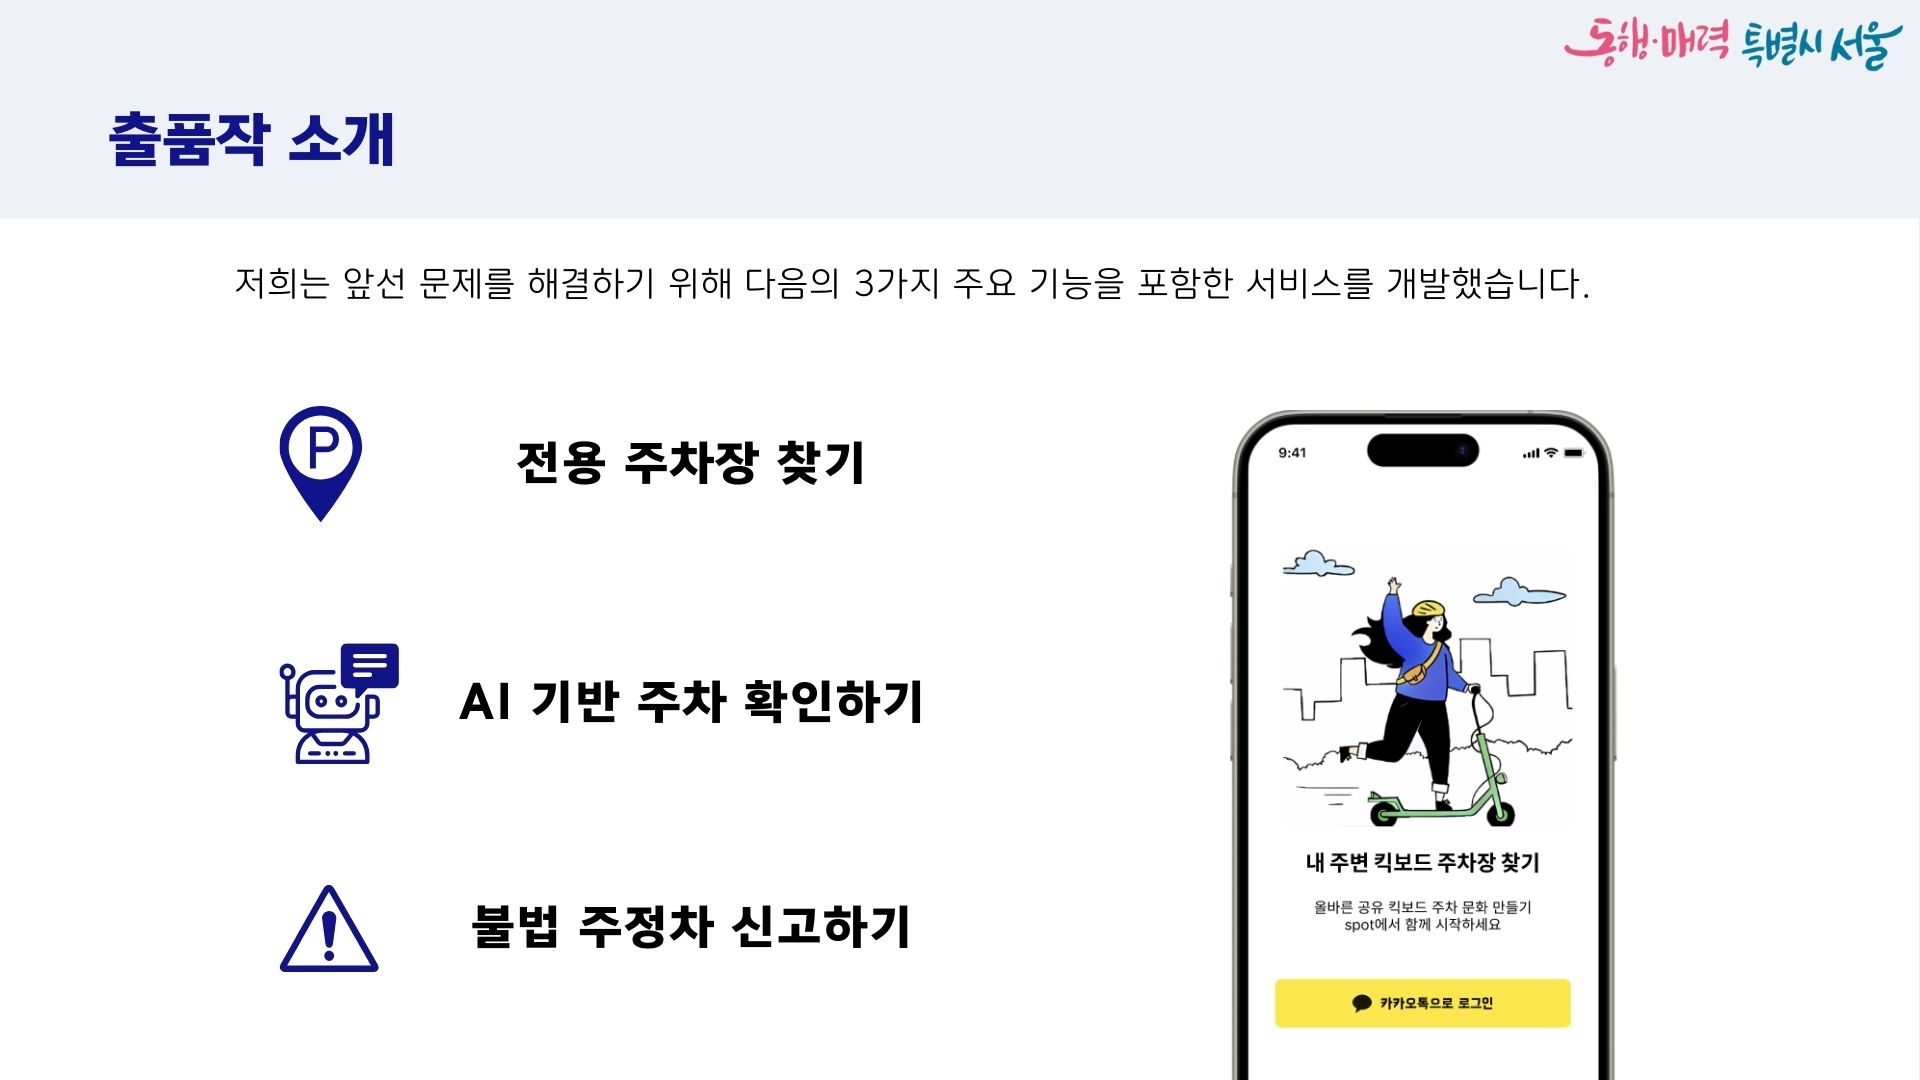 동행·매력 특별시 서울
출품작 소개
저희는 앞선 문제를 해결하기 위해 다음의 3가지 주요 기능을 포함한 서비스를 개발했습니다.
P
전용 주차장 찾기
AI 기반 주차 확인하기
불법 주정차 신고하기
9:41
내 주변 킥보드 주차장 찾기
올바른 공유 킥보드 주차 문화 만들기
spot에서 함께 시작하세요
카카오톡으로 로그인